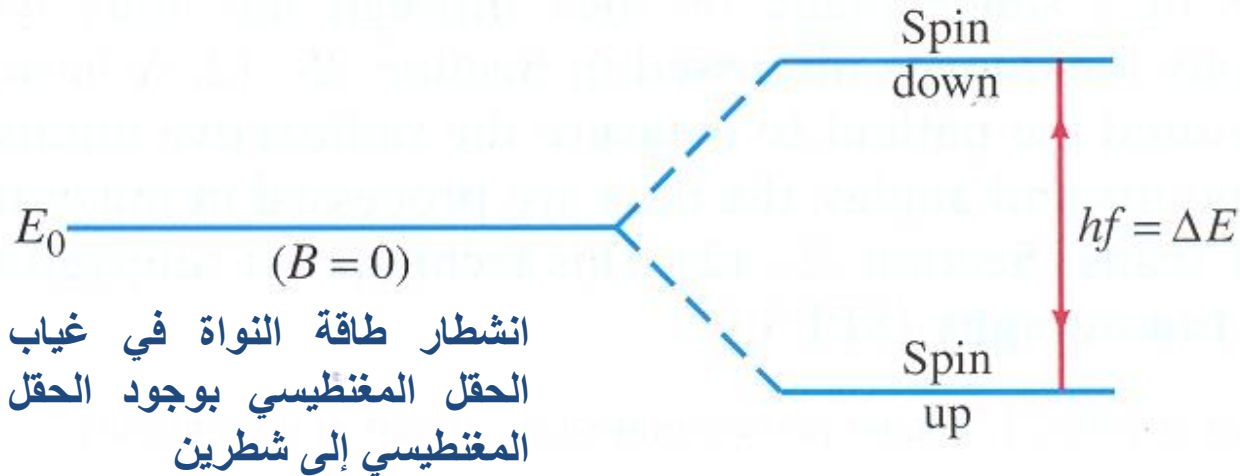 Spin
down
E₀
(B = 0)
hf = ΔE
انشطار طاقة النواة في غياب
الحقل المغنطيسي بوجود الحقل
المغنطيسي إلى شطرين
Spin
up